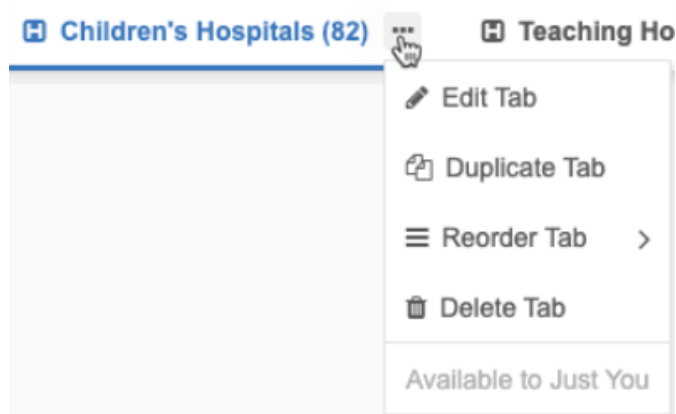 Children's Hospitals (82) ... Teaching Ho
Edit Tab
Duplicate Tab
Reorder Tab
Delete Tab
Available to Just You